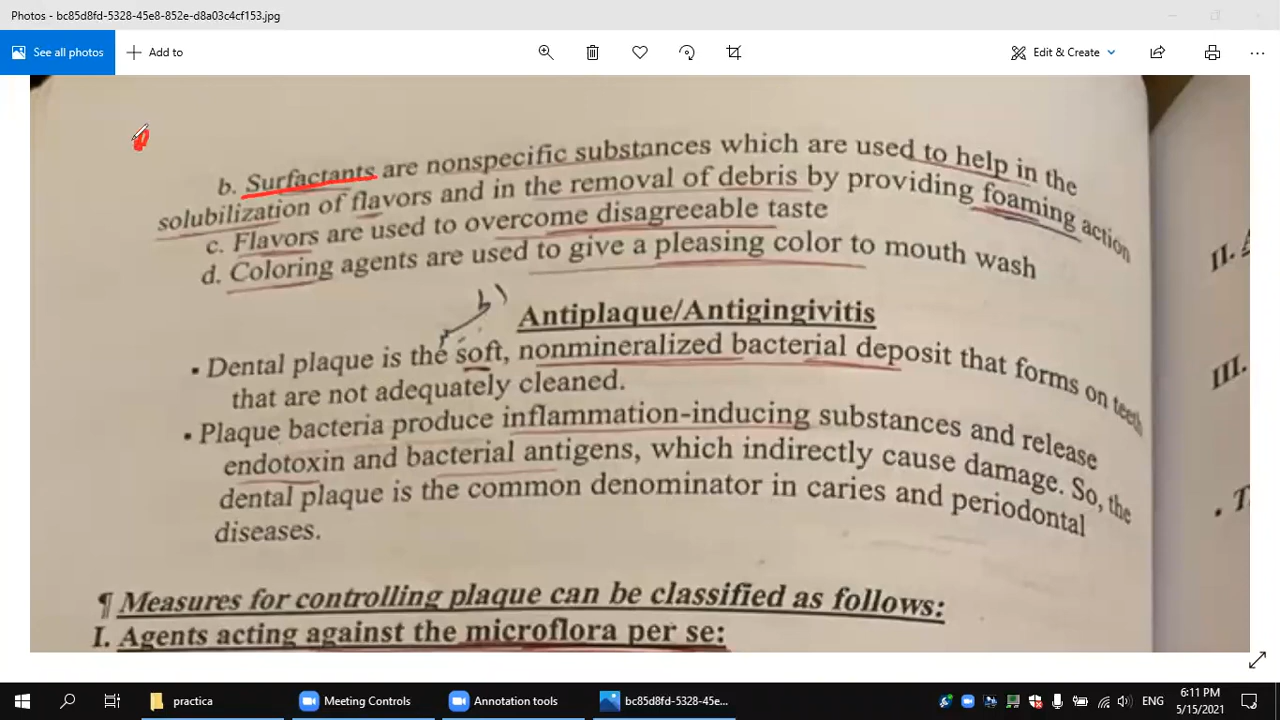 Photos - bc85d8fd-5328-45e8-852e-d8a03c4cf153.jpg
See all photos
Add to
Edit & Create
b. Surfactants are nonspecific substances which are used to help in the
solubilization of flavors and in the removal of debris by providing foaming action
c. Flavors are used to overcome disagreeable taste
d. Coloring agents are used to give a pleasing color to mouth wash
Antiplaque/Antigingivitis
• Dental plaque is the soft, nonmineralized bacterial deposit that forms on teeth
that are not adequately cleaned.
• Plaque bacteria produce inflammation-inducing substances and release
endotoxin and bacterial antigens, which indirectly cause damage. So, the
dental plaque is the common denominator in caries and periodontal
diseases.
¶ Measures for controlling plaque can be classified as follows:
I. Agents acting against the microflora per se:
II.
III.
practica
Meeting Controls
Annotation tools
bc85d8fd-5328-45e...
ENG
6:11 PM
5/15/2021